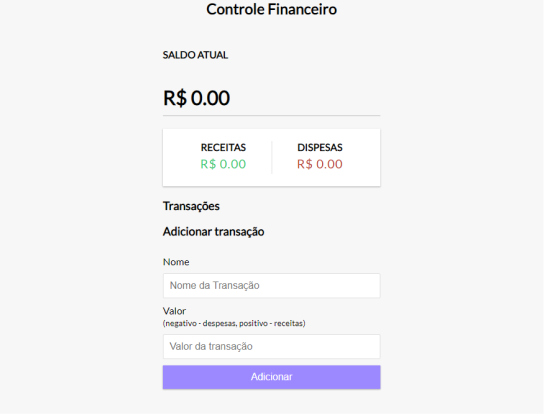 Controle Financeiro
SALDO ATUAL
R$ 0.00
RECEITAS DISPESAS
R$ 0.00 R$ 0.00
Transações
Adicionar transação
Nome
Nome da Transação
Valor
(negativo - despesas, positivo - receitas)
Valor da transação
Adicionar